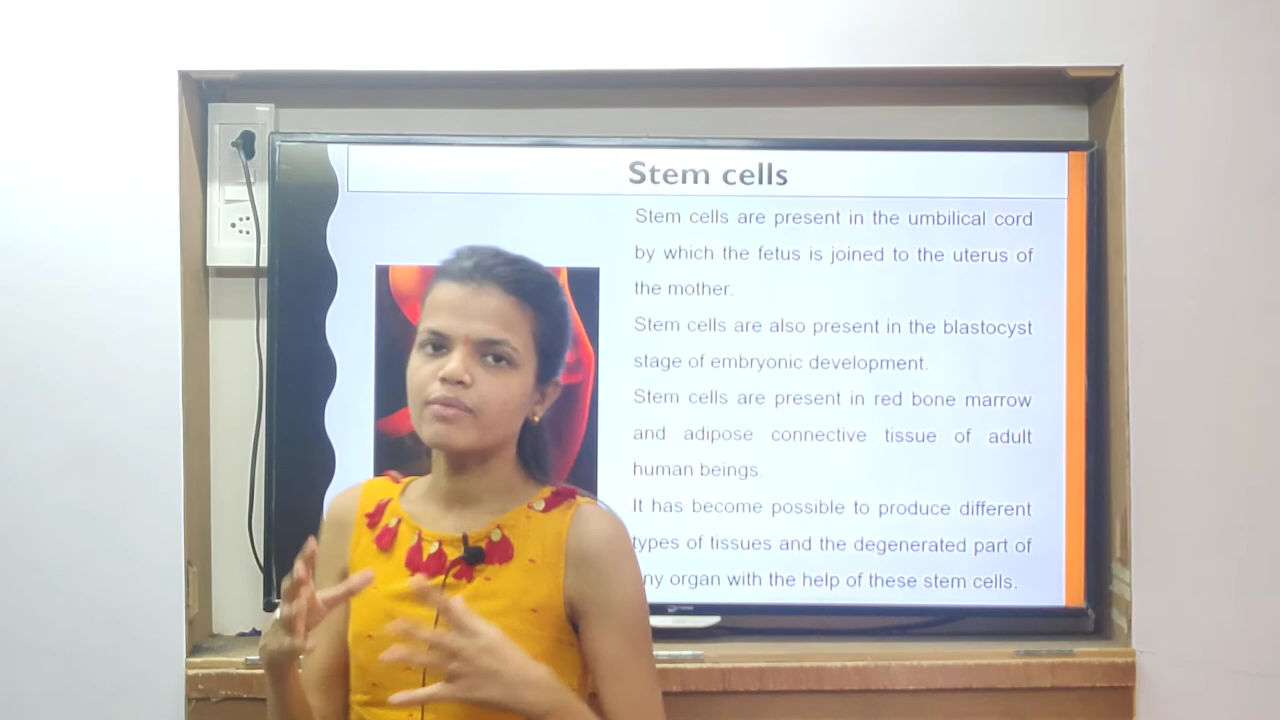 Stem cells
Stem cells are present in the umbilical cord
by which the fetus is joined to the uterus of
the mother.
Stem cells are also present in the blastocyst
stage of embryonic development.
Stem cells are present in red bone marrow
and adipose connective tissue of adult
human beings.
It has become possible to produce different
types of tissues and the degenerated part of
ny organ with the help of these stem cells.